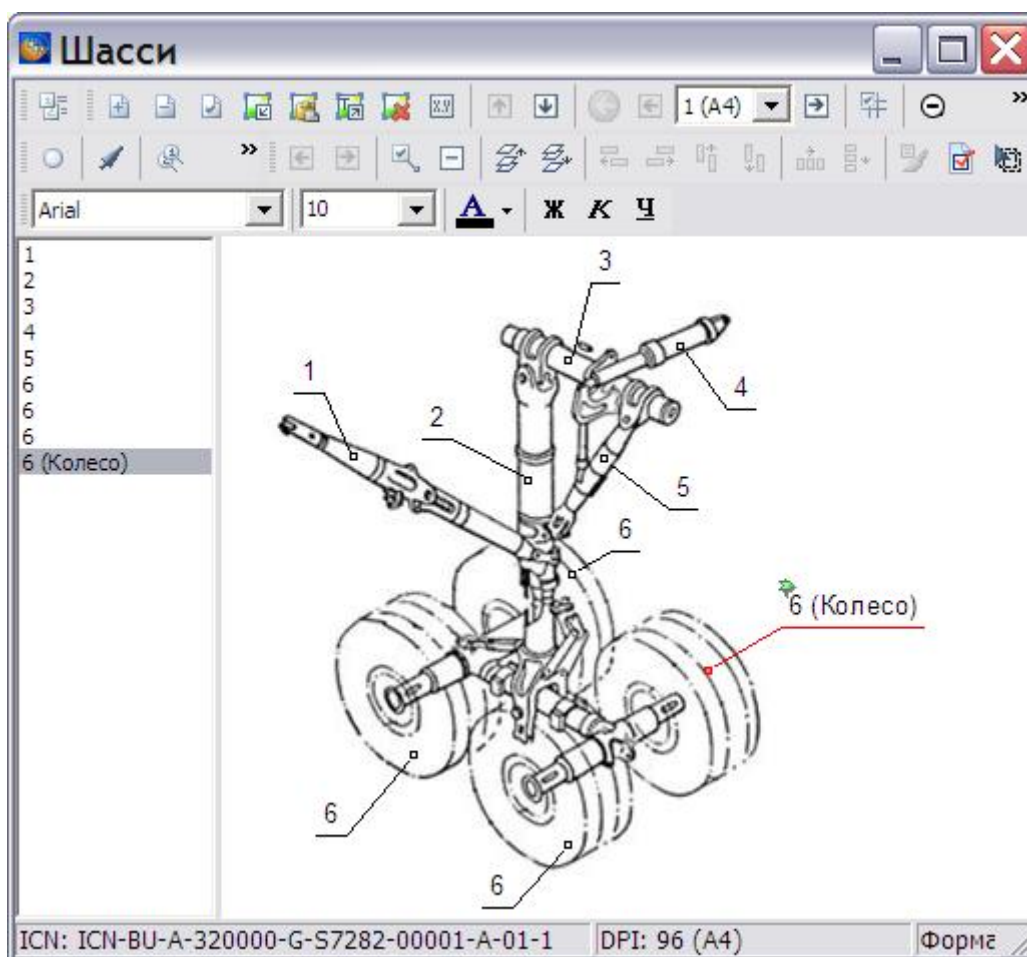 Шасси
X,Y
1 (A4)
Arial
10
А
Ж К Ч
1
2
3
4
5
6
6
6
6 (Колесо)
3
1
4
2
5
6
6 (Колесо)
6
6
ICN: ICN-BU-A-320000-G-S7282-00001-A-01-1
DPI: 96 (A4)
Форма